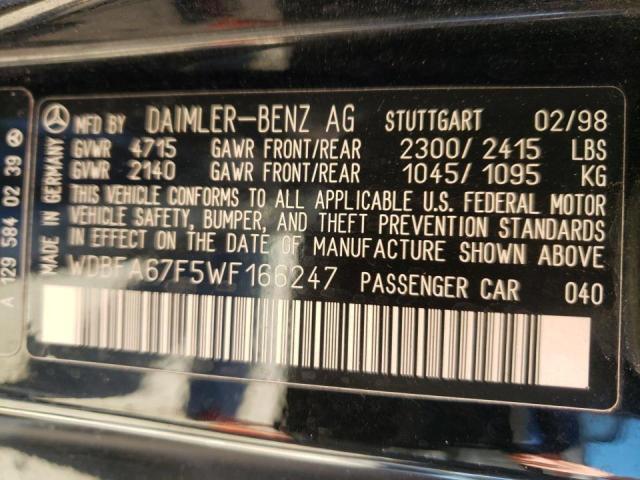 MFD BY DAIMLER-BENZ AG STUTTGART 02/98
GVWR 4715 GAWR FRONT/REAR 2300/2415 LBS
GVWR 2140 GAWR FRONT/REAR 1045/1095 KG
THIS VEHICLE CONFORMS TO ALL APPLICABLE U.S. FEDERAL MOTOR
VEHICLE SAFETY, BUMPER, AND THEFT PREVENTION STANDARDS
IN EFFECT ON THE DATE OF MANUFACTURE SHOWN ABOVE
WDBFA67F5WF166247 PASSENGER CAR 040
MADE IN GERMANY
A 129 584 02 39